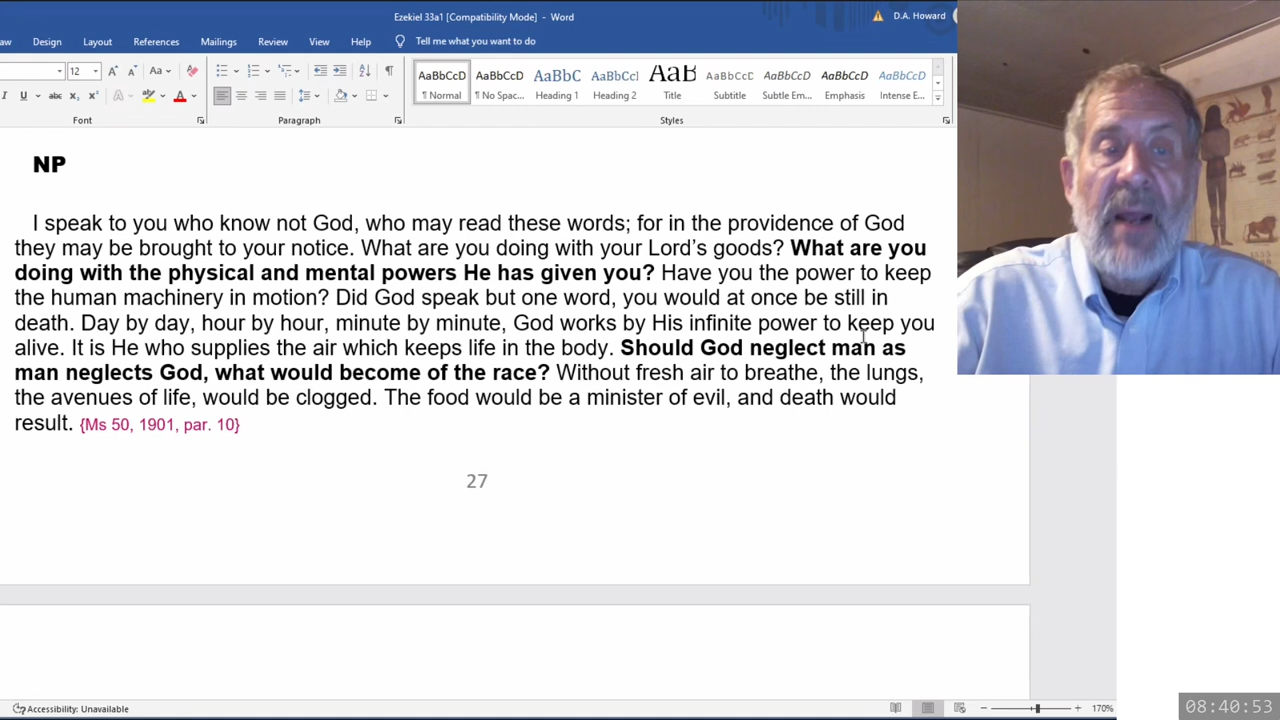 Ezekiel 33a1 [Compatibility Mode] - Word
D.A. Howard
aw Design Layout References Mailings Review View Help Tell me what you want to do
12 Aa
AaBbCcD AaBbCcD AaBbC AaBbCcI AaB AaBbCcD AaBbCcD AaBbCcD AaBbCcD
¶ Normal ¶ No Spac... Heading 1 Heading 2 Title Subtitle Subtle Em... Emphasis Intense E...
Font Paragraph Styles
NP
I speak to you who know not God, who may read these words; for in the providence of God
they may be brought to your notice. What are you doing with your Lord's goods? What are you
doing with the physical and mental powers He has given you? Have you the power to keep
the human machinery in motion? Did God speak but one word, you would at once be still in
death. Day by day, hour by hour, minute by minute, God works by His infinite power to keep you
alive. It is He who supplies the air which keeps life in the body. Should God neglect man as
man neglects God, what would become of the race? Without fresh air to breathe, the lungs,
the avenues of life, would be clogged. The food would be a minister of evil, and death would
result. {Ms 50, 1901, par. 10}
27
Accessibility: Unavailable
170%
08:40:53